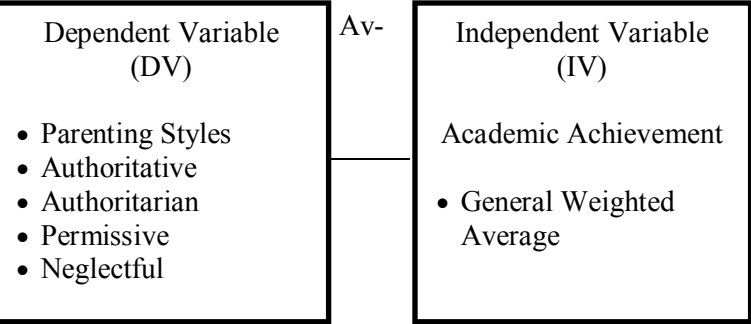 Dependent Variable
(DV)
• Parenting Styles
• Authoritative
• Authoritarian
• Permissive
• Neglectful
Av-
Independent Variable
(IV)
Academic Achievement
• General Weighted
Average